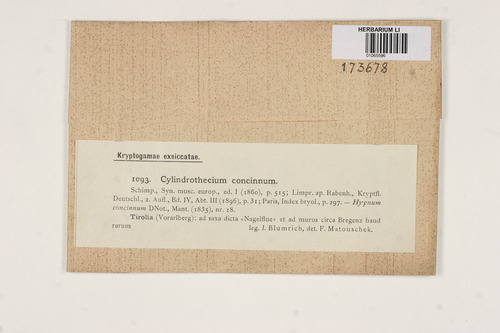 HERBARIUM LI
01065596
173678
Kryptogamae exsiccatae.
1093. Cylindrothecium concinnum.
Schimp., Syn. musc. europ., ed. I (1860), p. 515; Limpr. ap. Rabenh., Kryptfl.
Deutschl., 2. Aufl., Bd. IV, Abt. III (1896), p. 31; Paris, Index bryol., p. 297. — Hypnum
concinnum DNot., Mant. (1835), nr. 18.
Tirolia (Vorarlberg): ad saxa dicta «Nagelflue» et ad muros circa Bregenz haud
rarum leg. J. Blumrich, det. F. Matouschek.